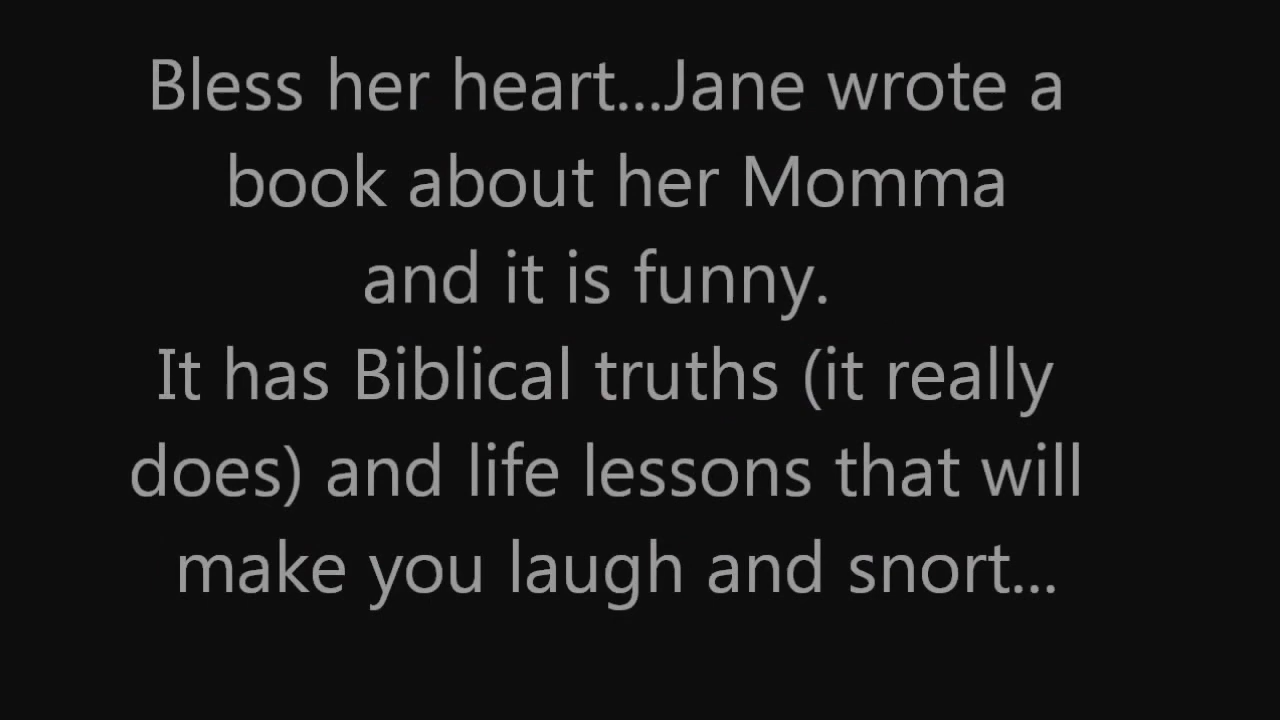 Bless her heart...Jane wrote a
book about her Momma
and it is funny.
It has Biblical truths (it really
does) and life lessons that will
make you laugh and snort...